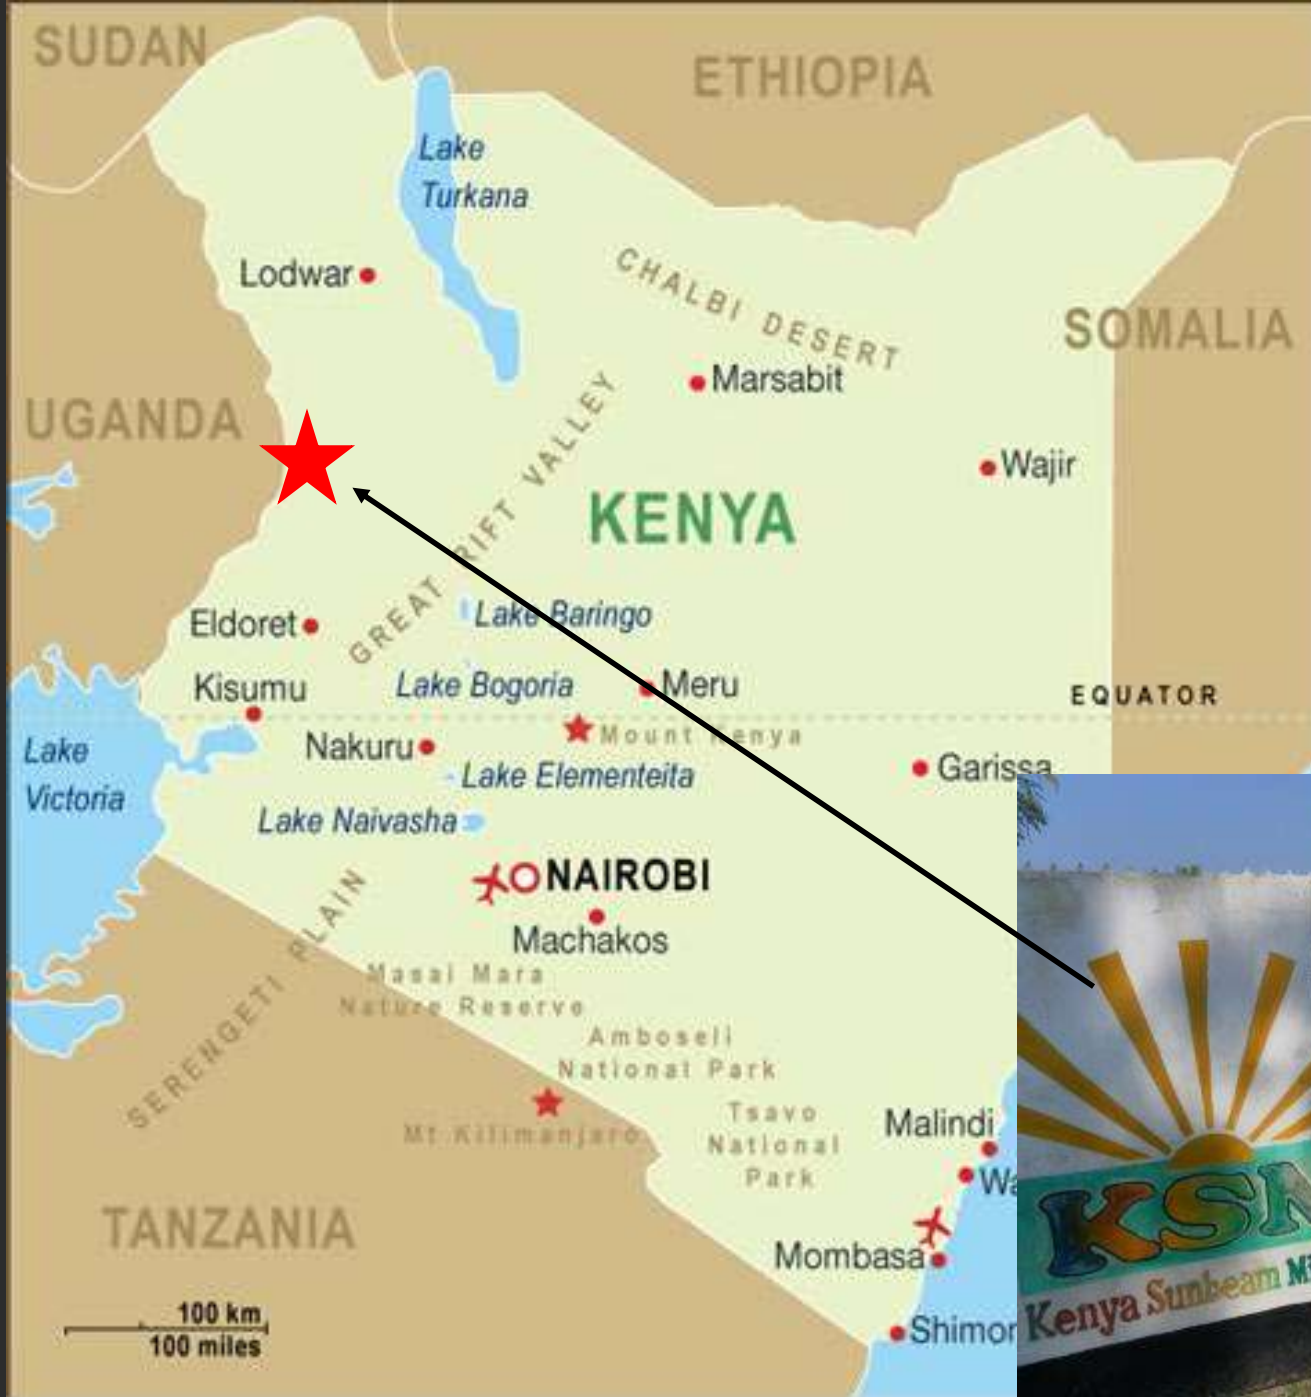 SUDAN
ETHIOPIA
Lake
Turkana
Lodwar
CHALBI DESERT
SOMALIA
Marsabit
UGANDA
GREAT RIFT VALLEY
Wajir
KENYA
Eldoret
Lake Baringo
Kisumu
Lake Bogoria
Meru
EQUATOR
Lake
Victoria
Nakuru
Mount Kenya
Lake Elementeita
Garissa
Lake Naivasha
NAIROBI
Machakos
SERENGETI PLAIN
Masai Mara
Nature Reserve
Amboseli
National Park
Mt Kilimanjaro
Tsavo
National
Park
Malindi
Wa
TANZANIA
Mombasa
100 km
100 miles
Shimon
KSM
Kenya Sunbeam Mi